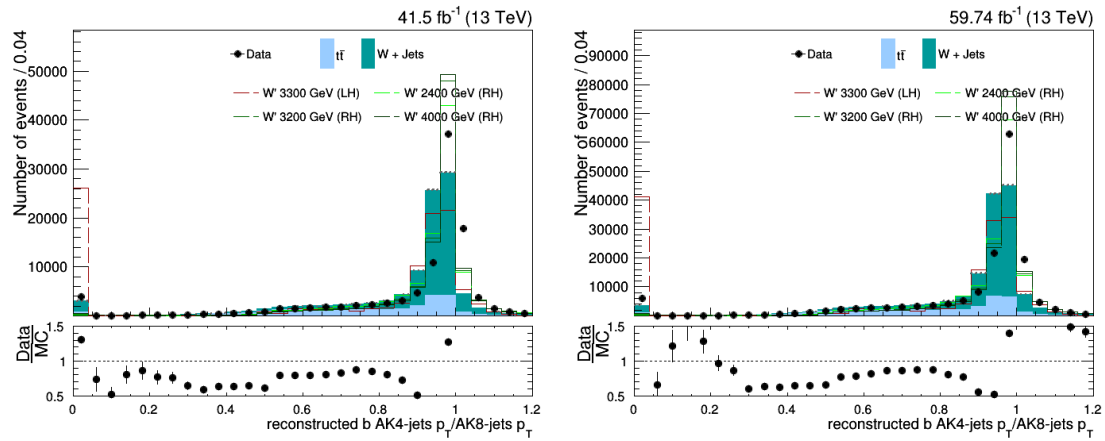 41.5 fb⁻¹ (13 TeV)
Number of events / 0.04
Data
tt̄
W + Jets
W' 3300 GeV (LH)
W' 2400 GeV (RH)
W' 3200 GeV (RH)
W' 4000 GeV (RH)
50000
40000
30000
20000
10000
Data
MC
1.5
1
0.5
0 0.2 0.4 0.6 0.8 1 1.2
reconstructed b AK4-jets p_T/AK8-jets p_T
59.74 fb⁻¹ (13 TeV)
Number of events / 0.04
Data
tt̄
W + Jets
W' 3300 GeV (LH)
W' 2400 GeV (RH)
W' 3200 GeV (RH)
W' 4000 GeV (RH)
90000
80000
70000
60000
50000
40000
30000
20000
10000
Data
MC
1.5
1
0.5
0 0.2 0.4 0.6 0.8 1 1.2
reconstructed b AK4-jets p_T/AK8-jets p_T